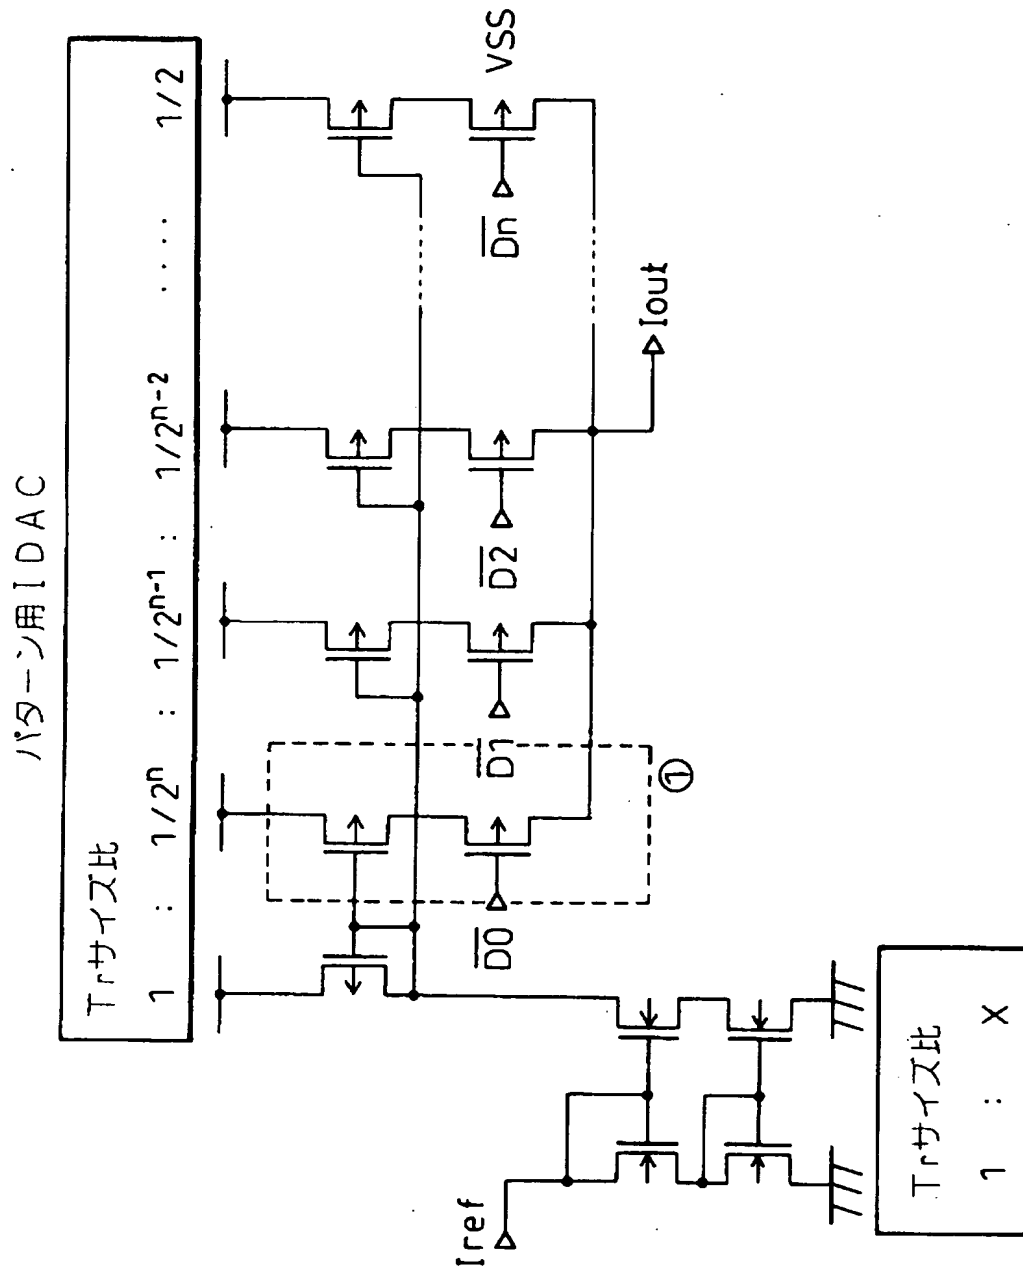 パターン用IDAC
Trサイズ比
1 : 1/2ⁿ : 1/2ⁿ⁻¹ : 1/2ⁿ⁻² ・・・・ 1/2
VSS
D̅0̅
D̅1̅
D̅2̅
D̅n̅
①
Iout
Iref
Trサイズ比
1 : X